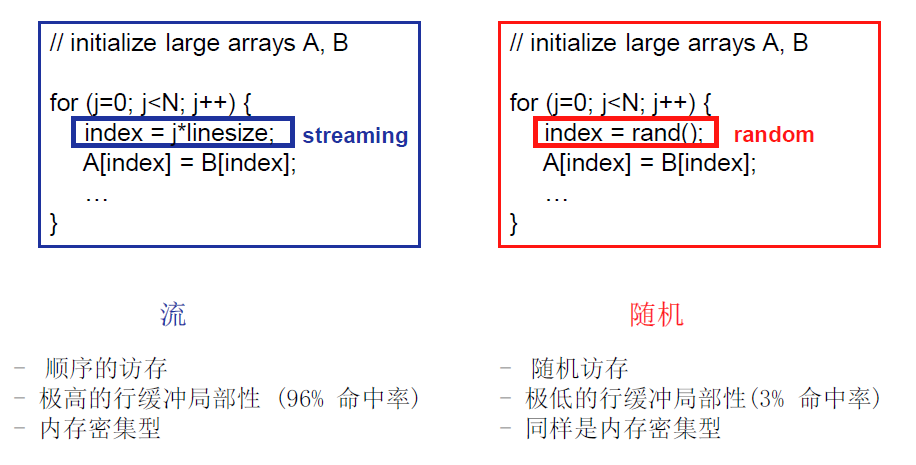 // initialize large arrays A, B
for (j=0; j<N; j++) {
index = j*linesize; streaming
A[index] = B[index];
…
}
// initialize large arrays A, B
for (j=0; j<N; j++) {
index = rand(); random
A[index] = B[index];
…
}
流
- 顺序的访存
- 极高的行缓冲局部性 (96% 命中率)
- 内存密集型
随机
- 随机访存
- 极低的行缓冲局部性(3% 命中率)
- 同样是内存密集型